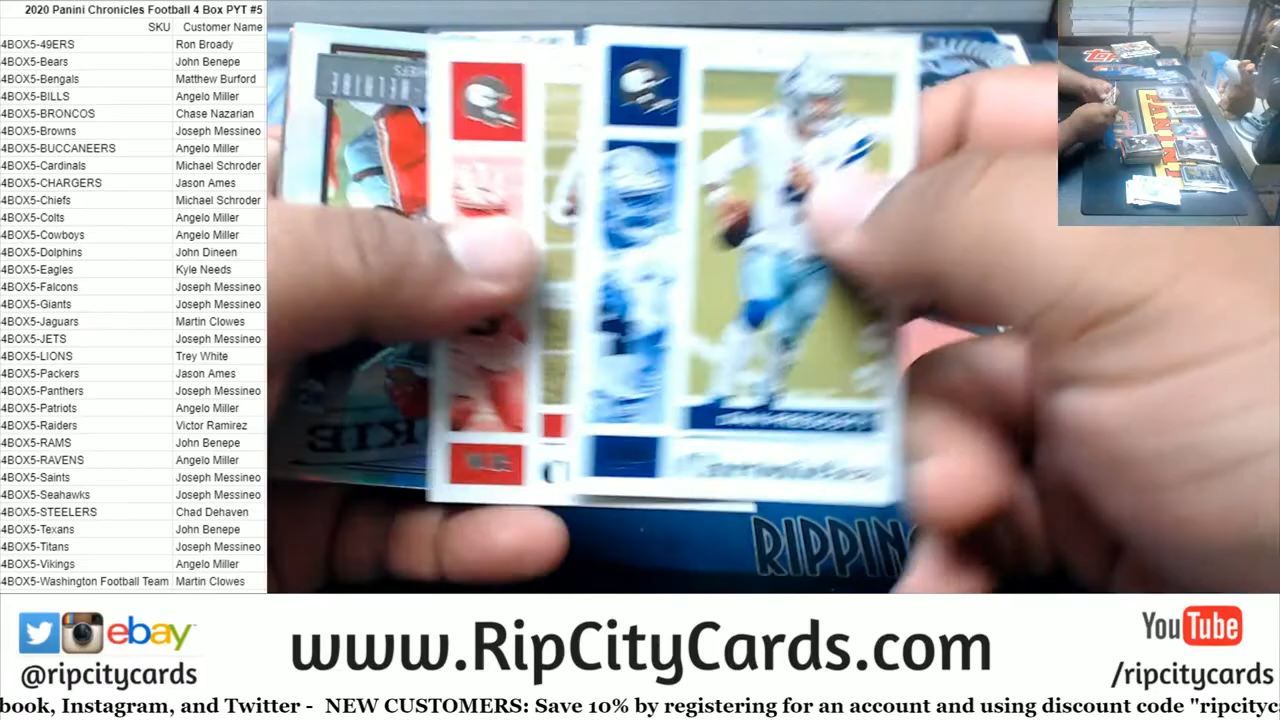 2020 Panini Chronicles Football 4 Box PYT #5
SKU Customer Name
4BOX5-49ERS Ron Broady
4BOX5-Bears John Benepe
4BOX5-Bengals Matthew Burford
4BOX5-BILLS Angelo Miller
4BOX5-BRONCOS Chase Nazarian
4BOX5-Browns Joseph Messineo
4BOX5-BUCCANEERS Angelo Miller
4BOX5-Cardinals Michael Schroder
4BOX5-CHARGERS Jason Ames
4BOX5-Chiefs Michael Schroder
4BOX5-Colts Angelo Miller
4BOX5-Cowboys Angelo Miller
4BOX5-Dolphins John Dineen
4BOX5-Eagles Kyle Needs
4BOX5-Falcons Joseph Messineo
4BOX5-Giants Joseph Messineo
4BOX5-Jaguars Martin Clowes
4BOX5-JETS Joseph Messineo
4BOX5-LIONS Trey White
4BOX5-Packers Jason Ames
4BOX5-Panthers Joseph Messineo
4BOX5-Patriots Angelo Miller
4BOX5-Raiders Victor Ramirez
4BOX5-RAMS John Benepe
4BOX5-RAVENS Angelo Miller
4BOX5-Saints Joseph Messineo
4BOX5-Seahawks Joseph Messineo
4BOX5-STEELERS Chad Dehaven
4BOX5-Texans John Benepe
4BOX5-Titans Joseph Messineo
4BOX5-Vikings Angelo Miller
4BOX5-Washington Football Team Martin Clowes
Topps
PANINI
Chronicles
RIPPIN
ebay
@ripcitycards
www.RipCityCards.com
YouTube
/ripcitycards
book, Instagram, and Twitter - NEW CUSTOMERS: Save 10% by registering for an account and using discount code "ripcityc